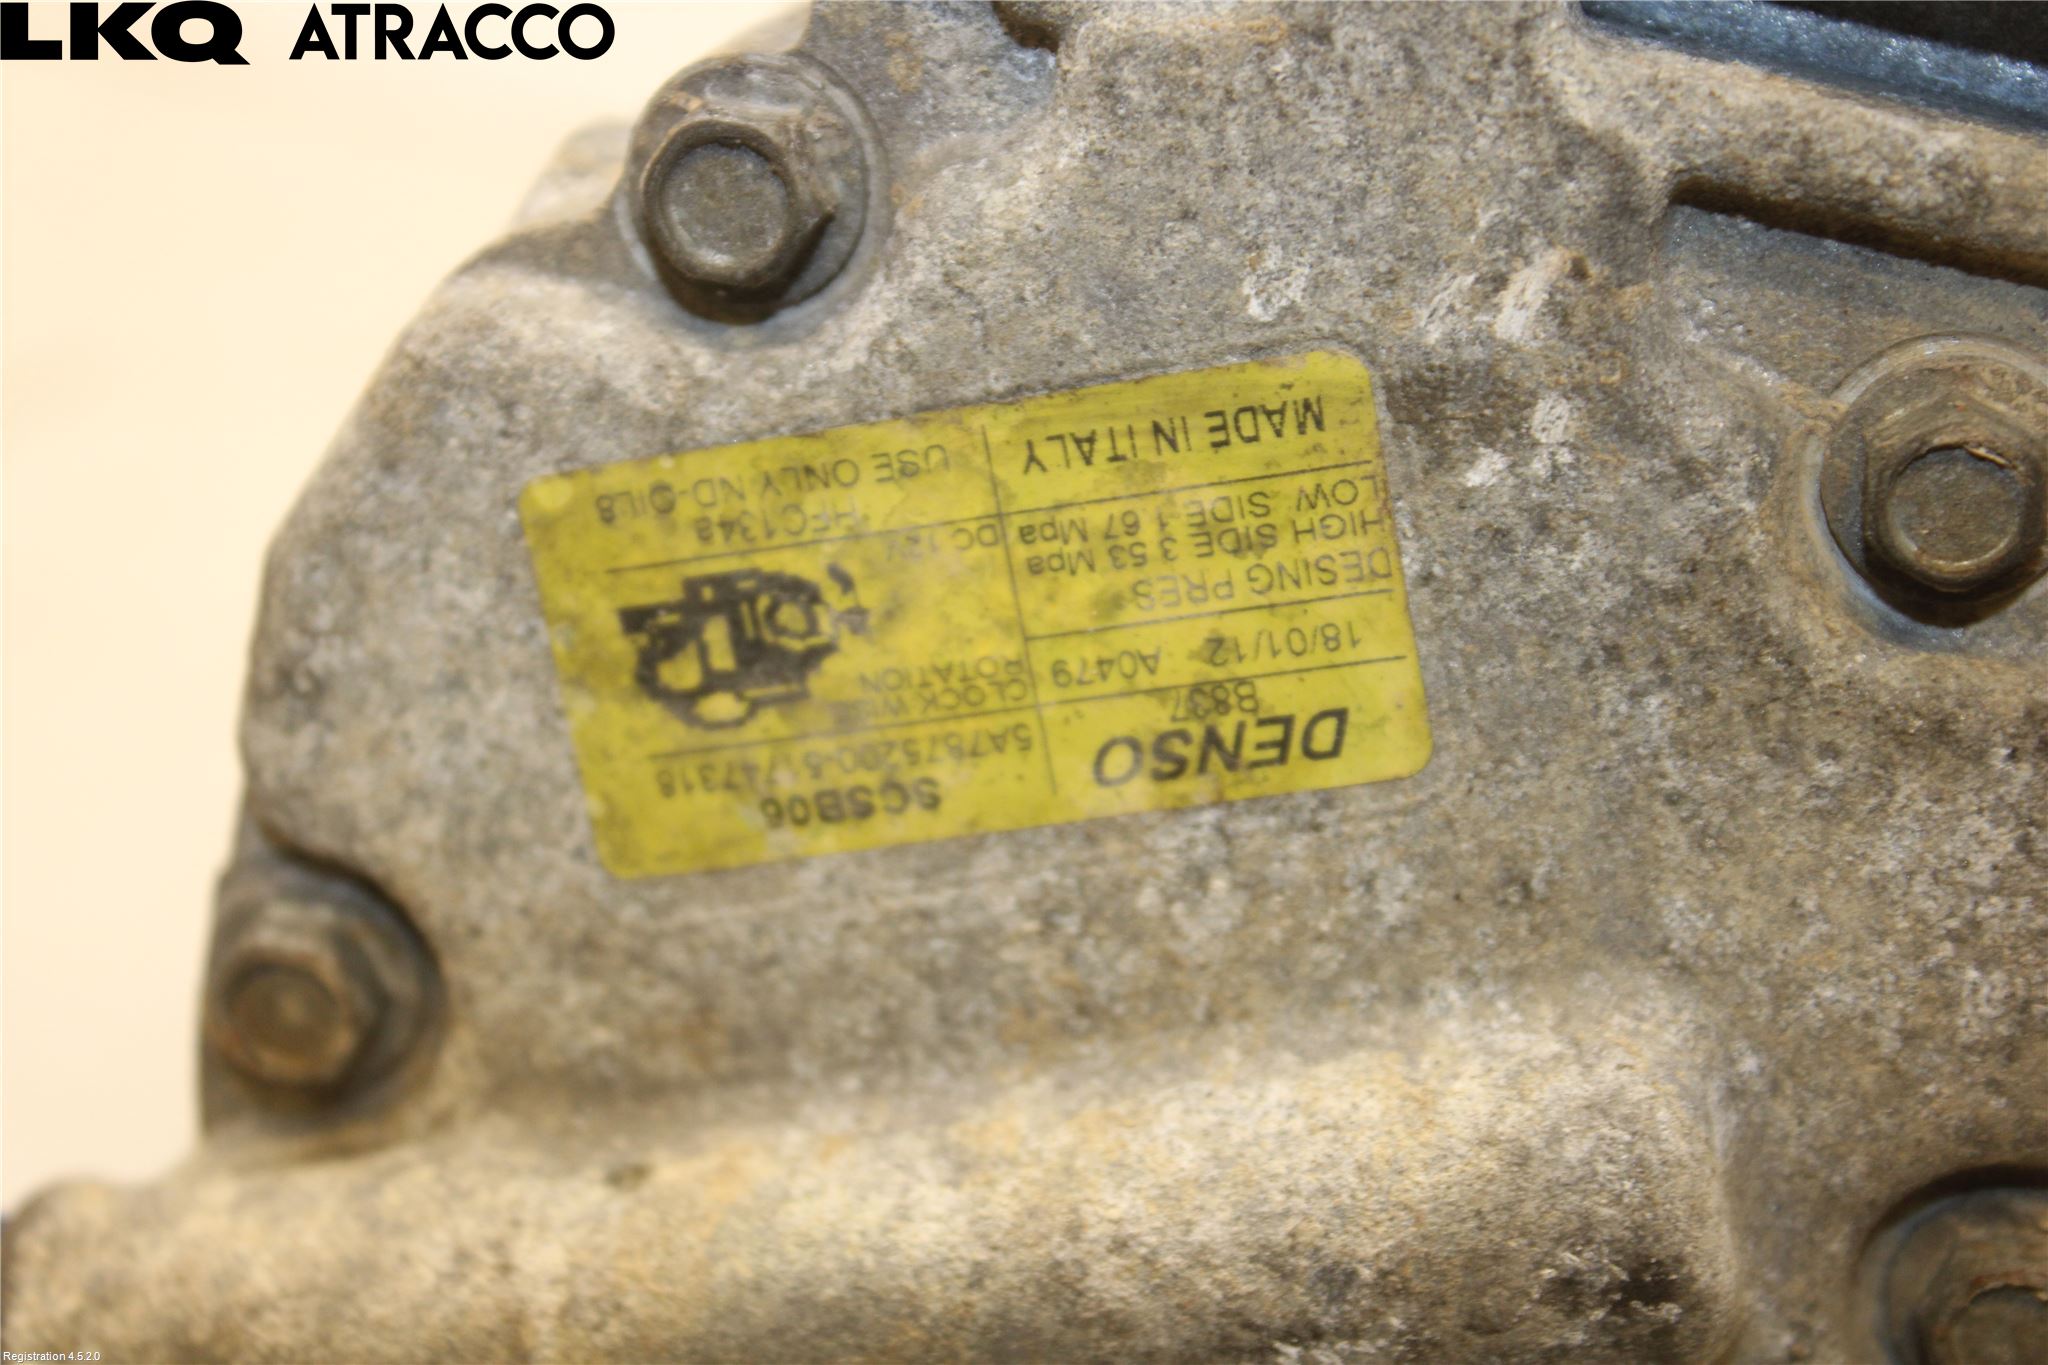 LKQ ATRACCO
DENSO
B837
18/01/12 A0479
DESING PRES
HIGH SIDE 3 53 Mpa
LOW SIDE 1 67 Mpa
MADE IN ITALY
SCSB06
5A7875200-51747318
CLOCK WISE
ROTATION
DC 12V
HFC134a
USE ONLY ND-OIL8
Registration 4.5.2.0